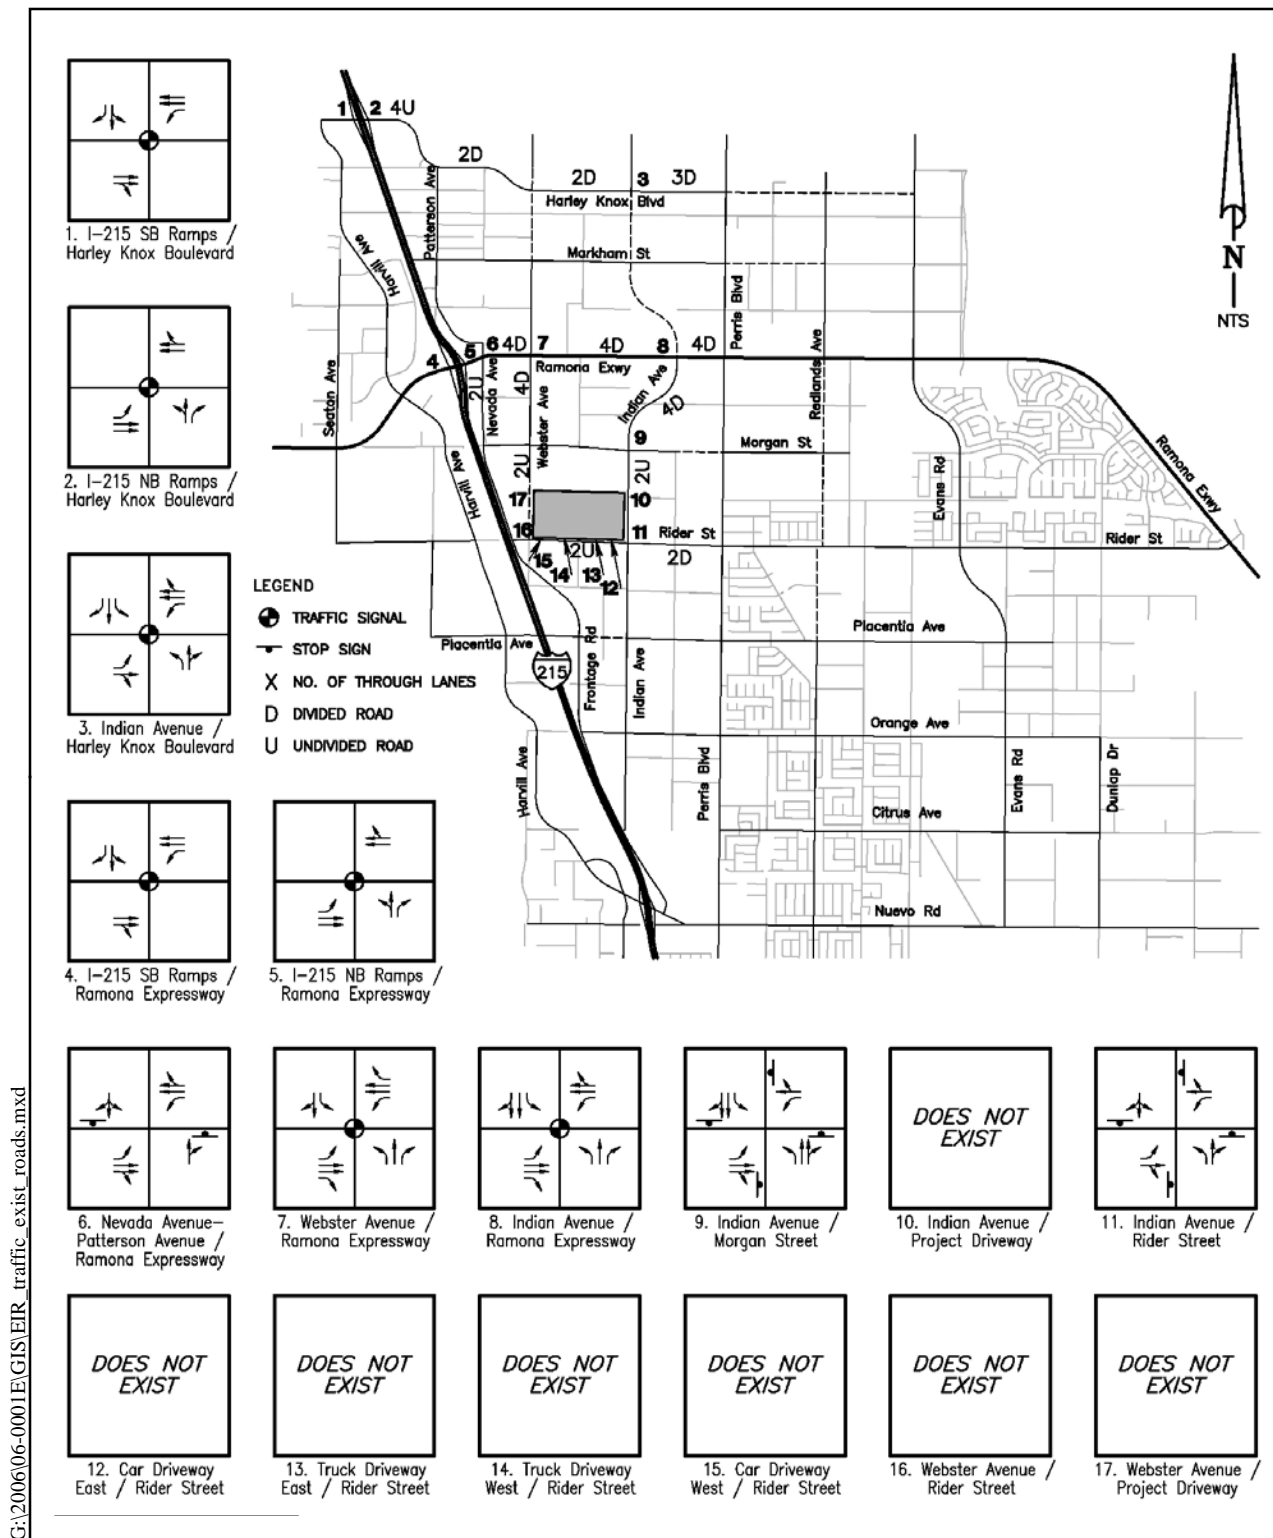 1
2
4U
2D
2D
3
3D
Harley Knox Blvd
Patterson Ave
Markham St
Harvill Ave
Perris Blvd
N
NTS
1. I-215 SB Ramps /
Harley Knox Boulevard
2. I-215 NB Ramps /
Harley Knox Boulevard
3. Indian Avenue /
Harley Knox Boulevard
4
5
6
4D
7
4D
8
4D
Ramona Exwy
Seaton Ave
2U
Nevada Ave
4D
Webster Ave
Indian Ave
4D
Redlands Ave
9
Morgan St
Harvill Ave
2U
2U
Evans Rd
Ramona Exwy
17
10
16
11
Rider St
Rider St
15
14
2U
13
12
2D
Placentia Ave
Placentia Ave
215
Frontage Rd
Indian Ave
Orange Ave
Harvill Ave
Perris Blvd
Evans Rd
Dunlap Dr
Citrus Ave
Nuevo Rd
LEGEND
TRAFFIC SIGNAL
STOP SIGN
X NO. OF THROUGH LANES
D DIVIDED ROAD
U UNDIVIDED ROAD
4. I-215 SB Ramps /
Ramona Expressway
5. I-215 NB Ramps /
Ramona Expressway
6. Nevada Avenue-
Patterson Avenue /
Ramona Expressway
7. Webster Avenue /
Ramona Expressway
8. Indian Avenue /
Ramona Expressway
9. Indian Avenue /
Morgan Street
DOES NOT
EXIST
10. Indian Avenue /
Project Driveway
11. Indian Avenue /
Rider Street
DOES NOT
EXIST
12. Car Driveway
East / Rider Street
DOES NOT
EXIST
13. Truck Driveway
East / Rider Street
DOES NOT
EXIST
14. Truck Driveway
West / Rider Street
DOES NOT
EXIST
15. Car Driveway
West / Rider Street
DOES NOT
EXIST
16. Webster Avenue /
Rider Street
DOES NOT
EXIST
17. Webster Avenue /
Project Driveway
G:\2006\06-0001E\GIS\EIR_traffic_exist_roads.mxd